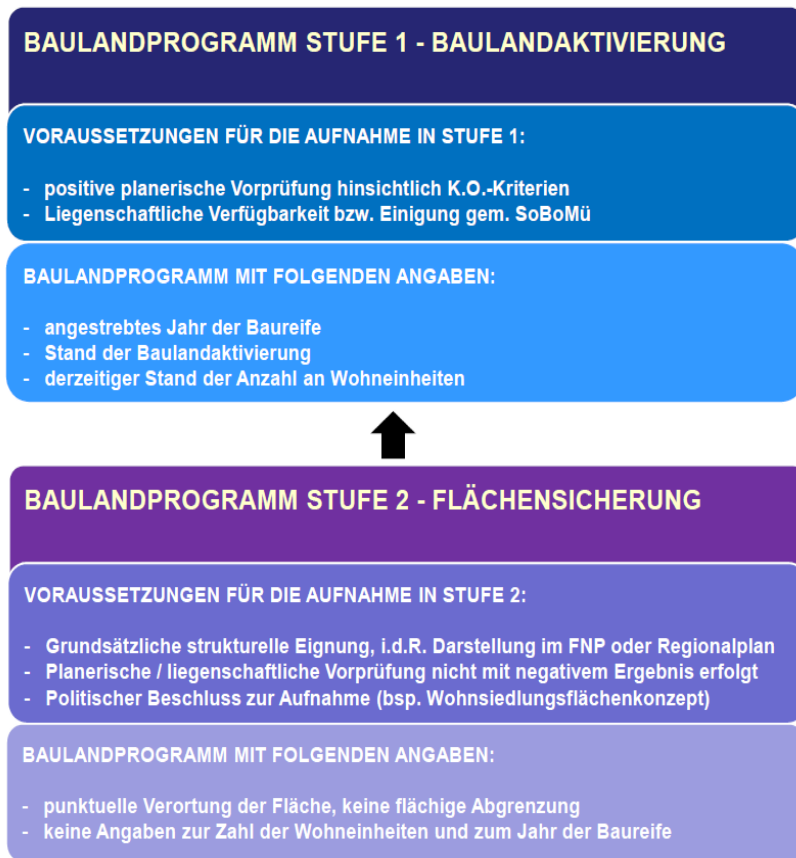 BAULANDPROGRAMM STUFE 1 - BAULANDAKTIVIERUNG
VORAUSSETZUNGEN FÜR DIE AUFNAHME IN STUFE 1:
- positive planerische Vorprüfung hinsichtlich K.O.-Kriterien
- Liegenschaftliche Verfügbarkeit bzw. Einigung gem. SoBoMü
BAULANDPROGRAMM MIT FOLGENDEN ANGABEN:
- angestrebtes Jahr der Baureife
- Stand der Baulandaktivierung
- derzeitiger Stand der Anzahl an Wohneinheiten
BAULANDPROGRAMM STUFE 2 - FLÄCHENSICHERUNG
VORAUSSETZUNGEN FÜR DIE AUFNAHME IN STUFE 2:
- Grundsätzliche strukturelle Eignung, i.d.R. Darstellung im FNP oder Regionalplan
- Planerische / liegenschaftliche Vorprüfung nicht mit negativem Ergebnis erfolgt
- Politischer Beschluss zur Aufnahme (bsp. Wohnsiedlungsflächenkonzept)
BAULANDPROGRAMM MIT FOLGENDEN ANGABEN:
- punktuelle Verortung der Fläche, keine flächige Abgrenzung
- keine Angaben zur Zahl der Wohneinheiten und zum Jahr der Baureife